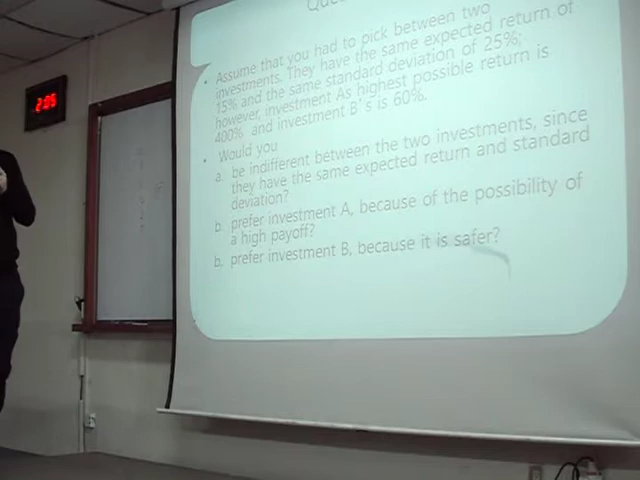 Ques
• Assume that you had to pick between two
investments. They have the same expected return of
15% and the same standard deviation of 25%;
however, investment As highest possible return is
400% and investment B's is 60%.
• Would you
a. be indifferent between the two investments, since
they have the same expected return and standard
deviation?
b. prefer investment A, because of the possibility of
a high payoff?
b. prefer investment B, because it is safer?
2:06